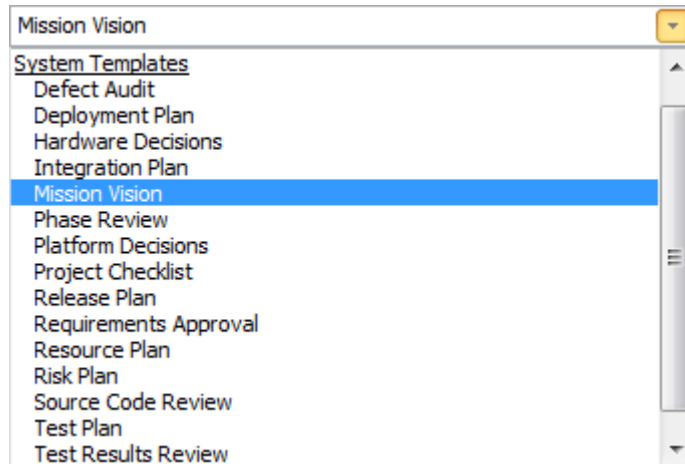 Mission Vision
System Templates
Defect Audit
Deployment Plan
Hardware Decisions
Integration Plan
Mission Vision
Phase Review
Platform Decisions
Project Checklist
Release Plan
Requirements Approval
Resource Plan
Risk Plan
Source Code Review
Test Plan
Test Results Review